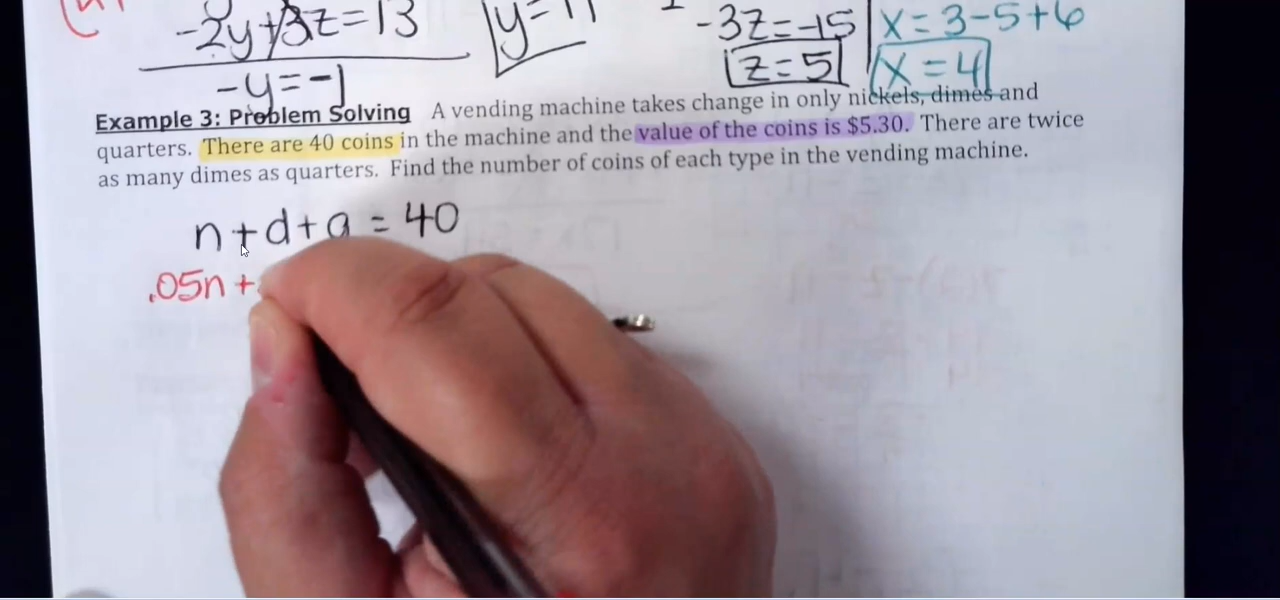 -2y+3z=13
y=11
-3z=-15
x=3-5+6
-y=-1
z=5
x=4
Example 3: Problem Solving A vending machine takes change in only nickels, dimes and
quarters. There are 40 coins in the machine and the value of the coins is $5.30. There are twice
as many dimes as quarters. Find the number of coins of each type in the vending machine.
n+d+q=40
.05n+